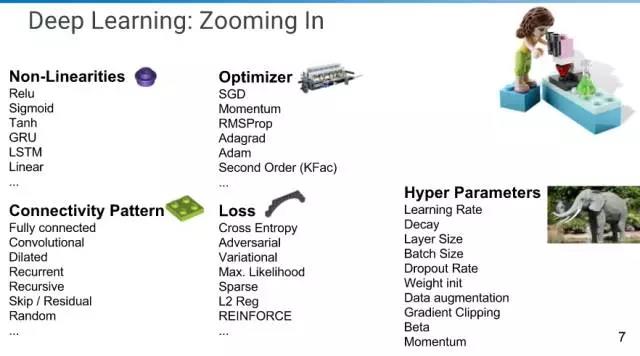 Deep Learning: Zooming In
Non-Linearities
Relu
Sigmoid
Tanh
GRU
LSTM
Linear
...
Optimizer
SGD
Momentum
RMSProp
Adagrad
Adam
Second Order (KFac)
...
Connectivity Pattern
Fully connected
Convolutional
Dilated
Recurrent
Recursive
Skip / Residual
Random
...
Loss
Cross Entropy
Adversarial
Variational
Max. Likelihood
Sparse
L2 Reg
REINFORCE
...
Hyper Parameters
Learning Rate
Decay
Layer Size
Batch Size
Dropout Rate
Weight init
Data augmentation
Gradient Clipping
Beta
Momentum
7